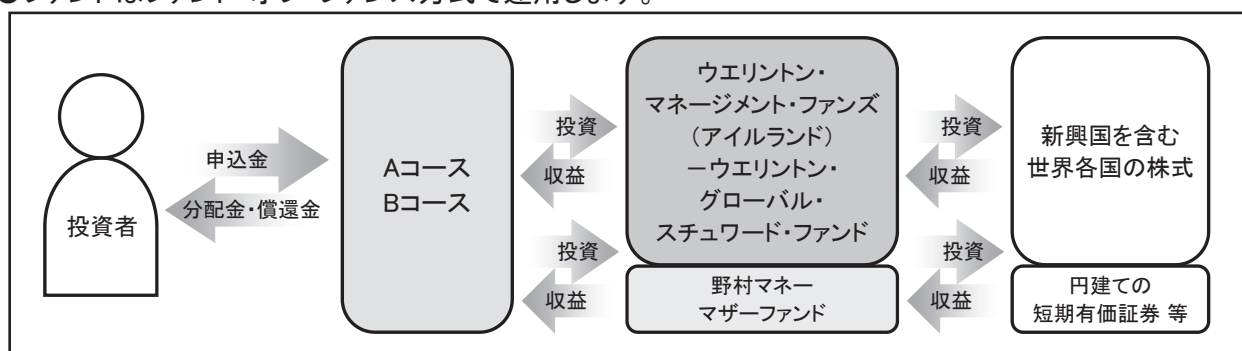 ●ファンドはファンド・オブ・ファンズ方式で運用します。
投資者
申込金
分配金・償還金
Aコース
Bコース
投資
収益
投資
収益
ウエリントン・
マネージメント・ファンズ
(アイルランド)
－ウエリントン・
グローバル・
スチュワード・ファンド
野村マネー
マザーファンド
投資
収益
投資
収益
新興国を含む
世界各国の株式
円建ての
短期有価証券 等